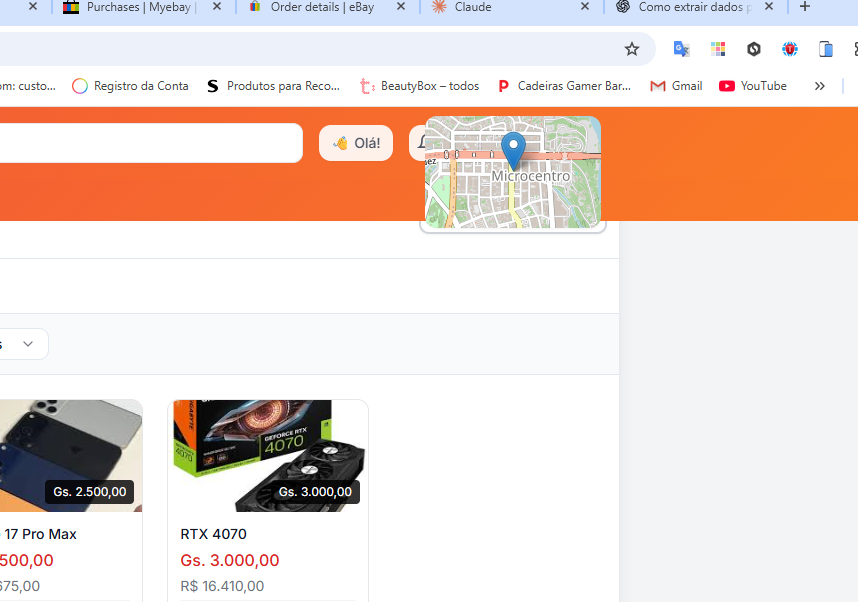 Purchases | Myebay
Order details | eBay
Claude
Como extrair dados p
om: custo...
Registro da Conta
S
Produtos para Reco...
BeautyBox – todos
Cadeiras Gamer Bar...
Gmail
YouTube
Olá!
ez
Microcentro
s
GIGABYTE
GEFORCE RTX
4070
Gs. 2.500,00
Gs. 3.000,00
17 Pro Max
RTX 4070
500,00
Gs. 3.000,00
675,00
R$ 16.410,00